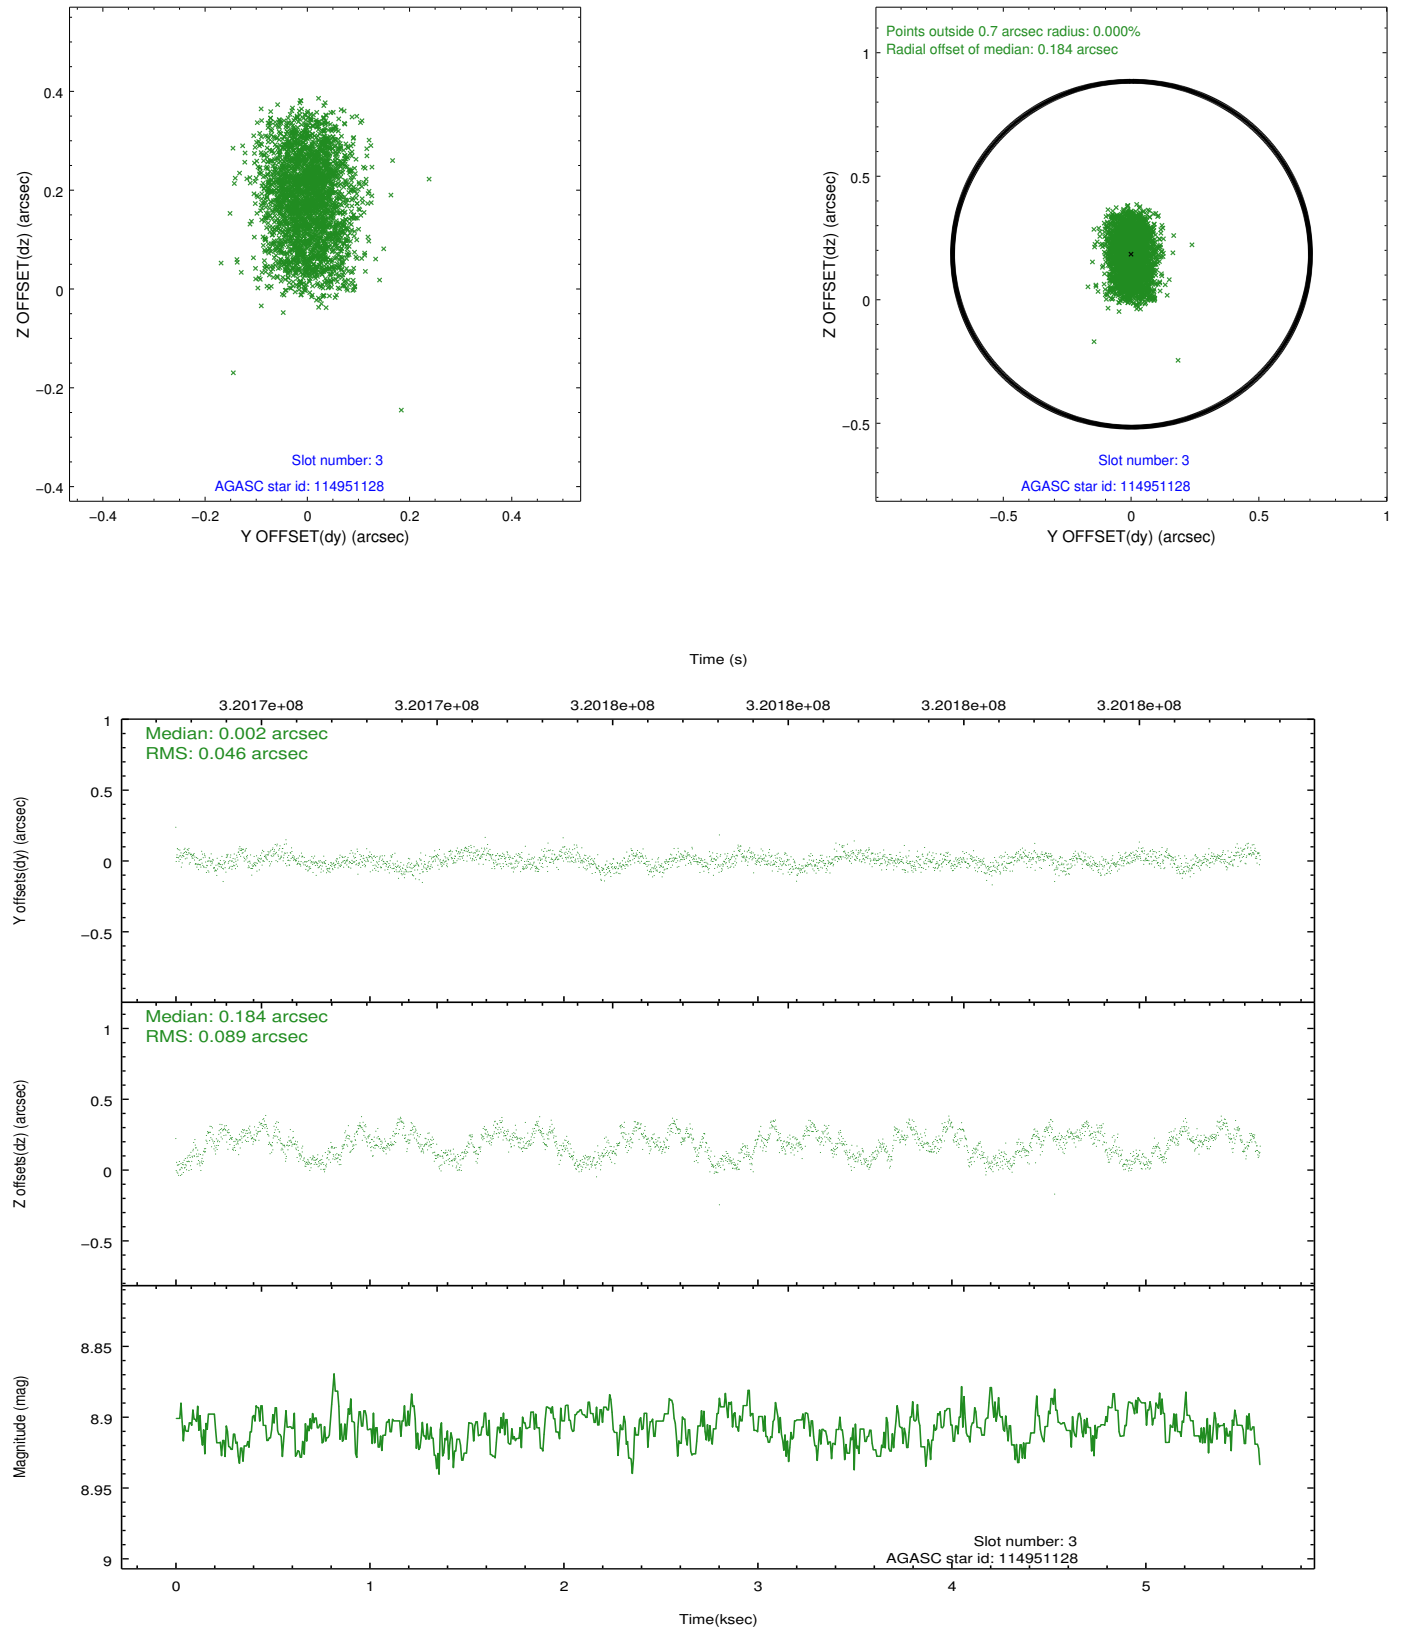 0.4
0.2
0
−0.2
−0.4
Z OFFSET(dz) (arcsec)
Slot number: 3
AGASC star id: 114951128
−0.4
−0.2
0
0.2
0.4
Y OFFSET(dy) (arcsec)
Points outside 0.7 arcsec radius: 0.000%
Radial offset of median: 0.184 arcsec
1
0.5
0
−0.5
Z OFFSET(dz) (arcsec)
Slot number: 3
AGASC star id: 114951128
−0.5
0
0.5
1
Y OFFSET(dy) (arcsec)
Time (s)
3.2017e+08
3.2017e+08
3.2018e+08
3.2018e+08
3.2018e+08
3.2018e+08
Median: 0.002 arcsec
RMS: 0.046 arcsec
1
0.5
0
−0.5
Y offsets(dy) (arcsec)
Median: 0.184 arcsec
RMS: 0.089 arcsec
1
0.5
0
−0.5
Z offsets(dz) (arcsec)
8.85
8.9
8.95
9
Magnitude (mag)
Slot number: 3
AGASC star id: 114951128
0
1
2
3
4
5
Time(ksec)